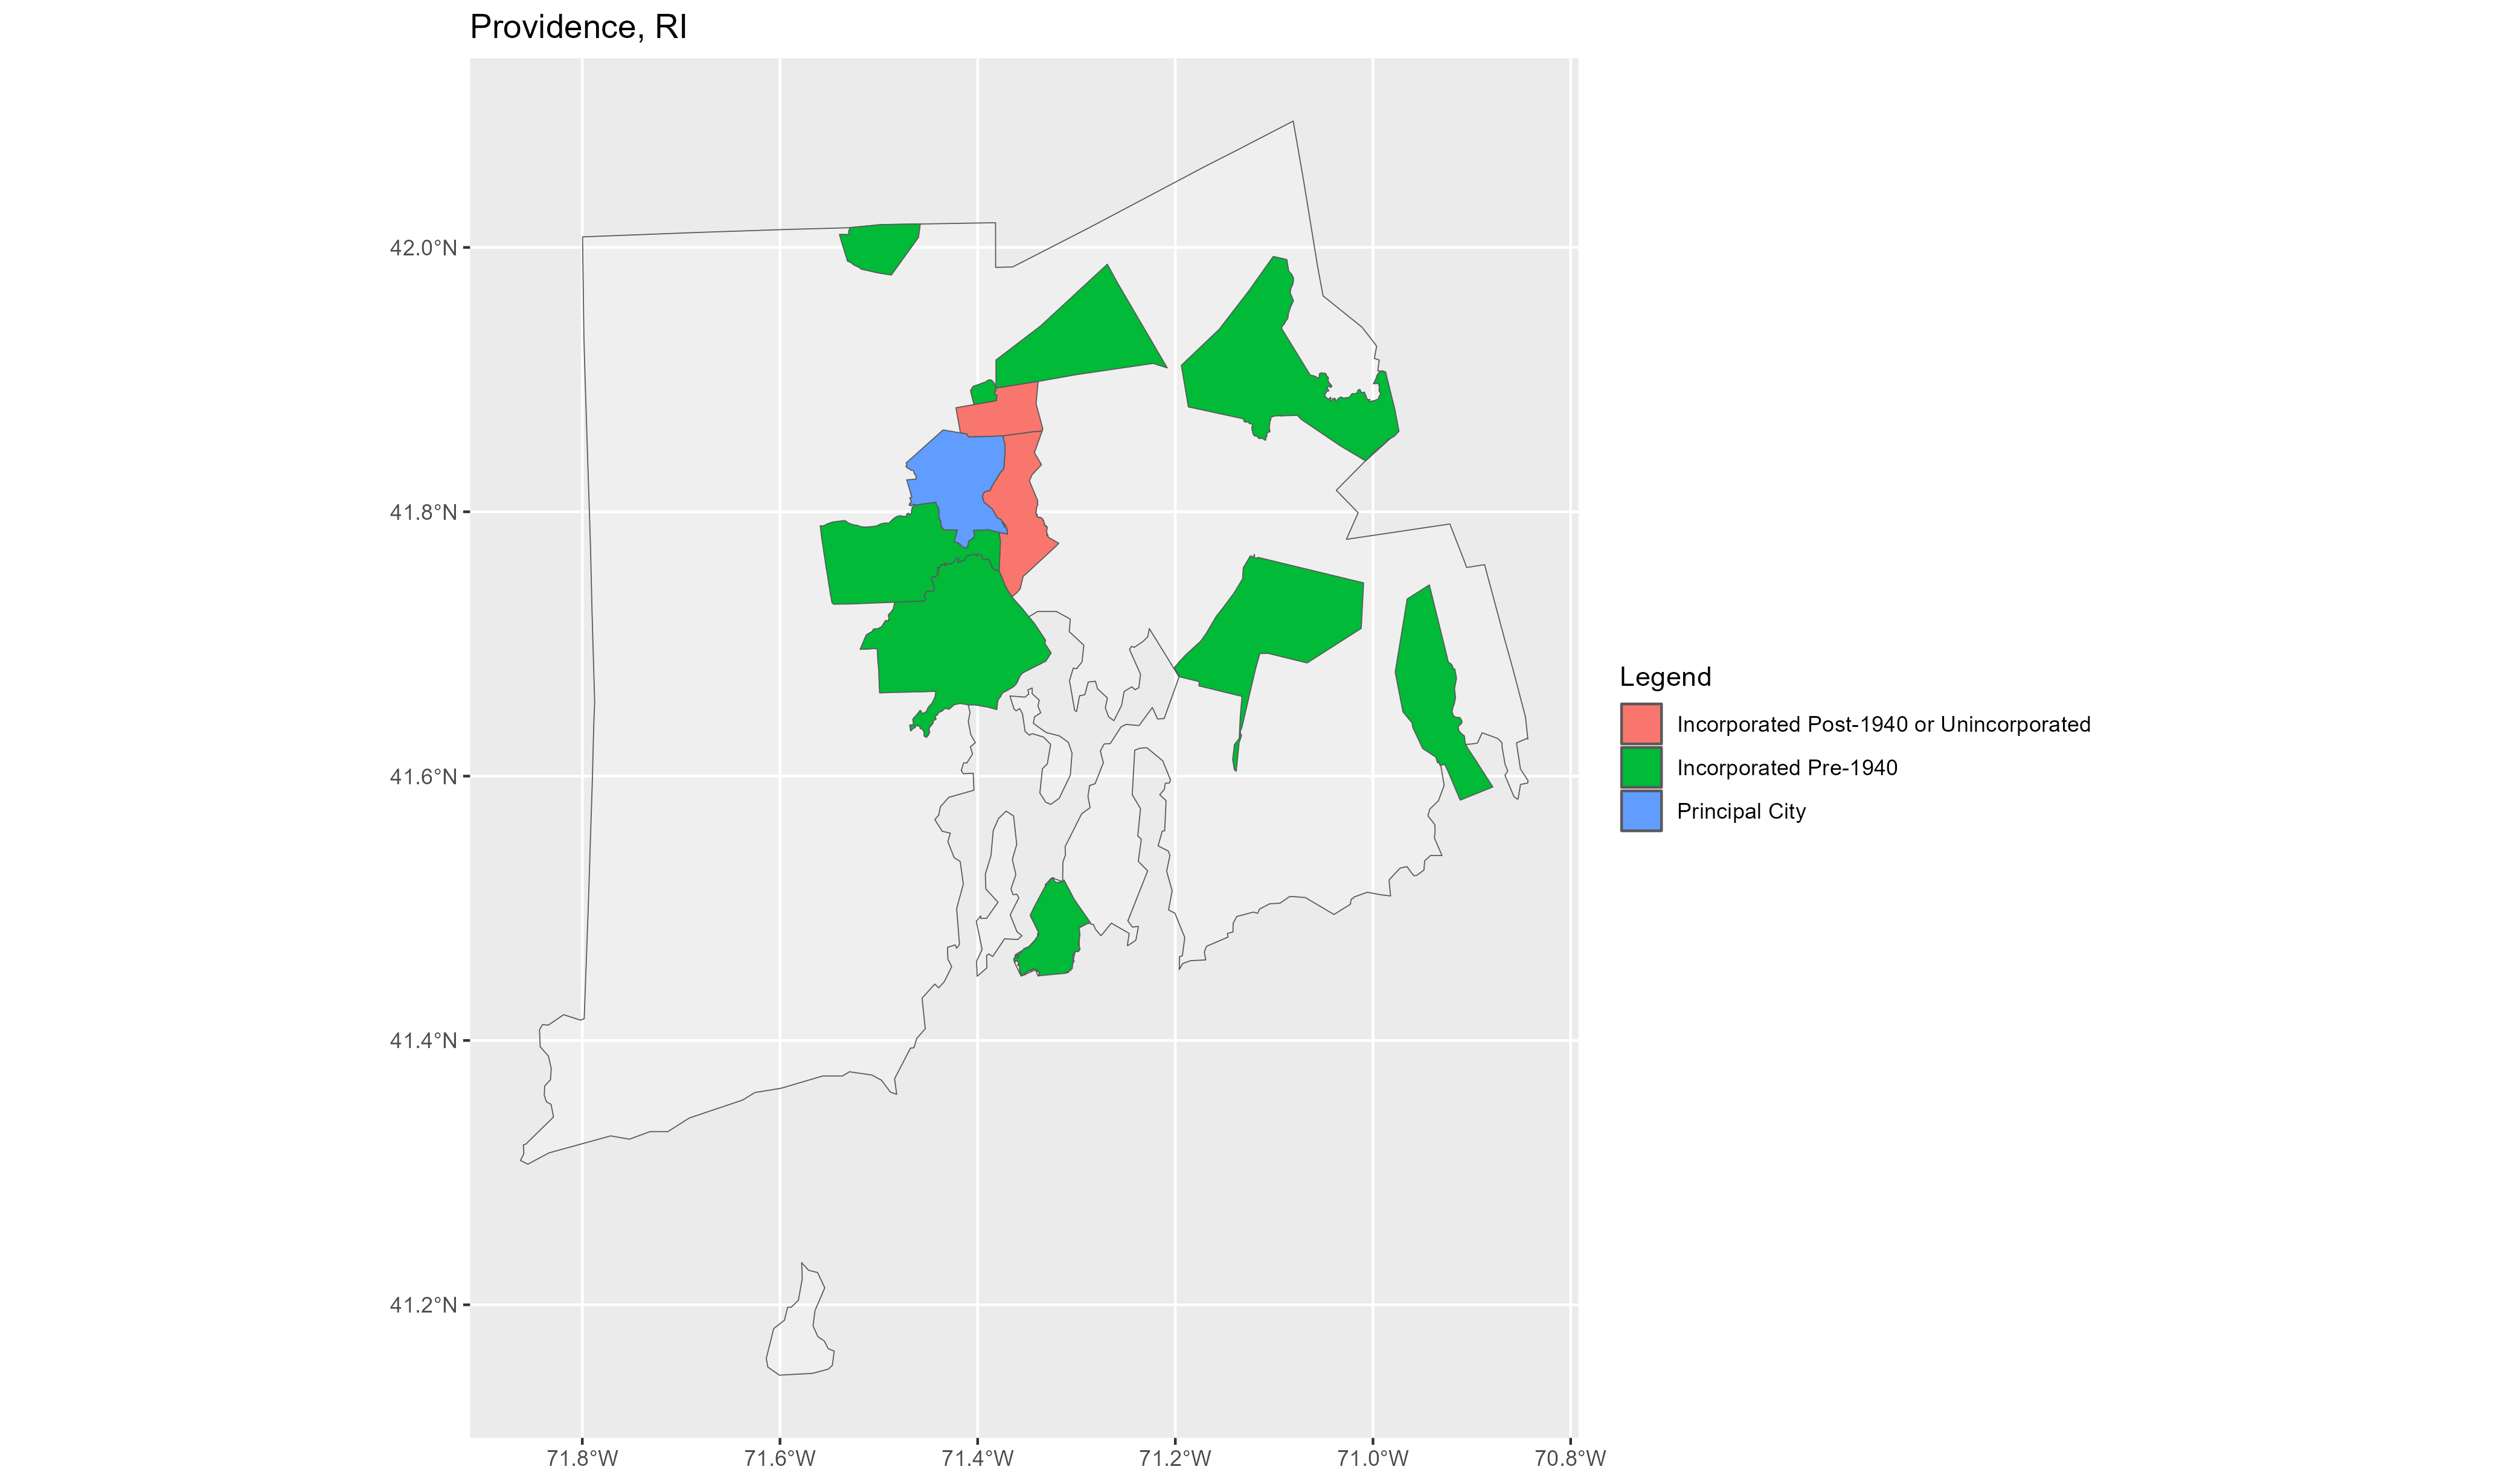 Providence, RI
42.0°N
41.8°N
41.6°N
41.4°N
41.2°N
71.8°W 71.6°W 71.4°W 71.2°W 71.0°W 70.8°W
Legend
Incorporated Post-1940 or Unincorporated
Incorporated Pre-1940
Principal City